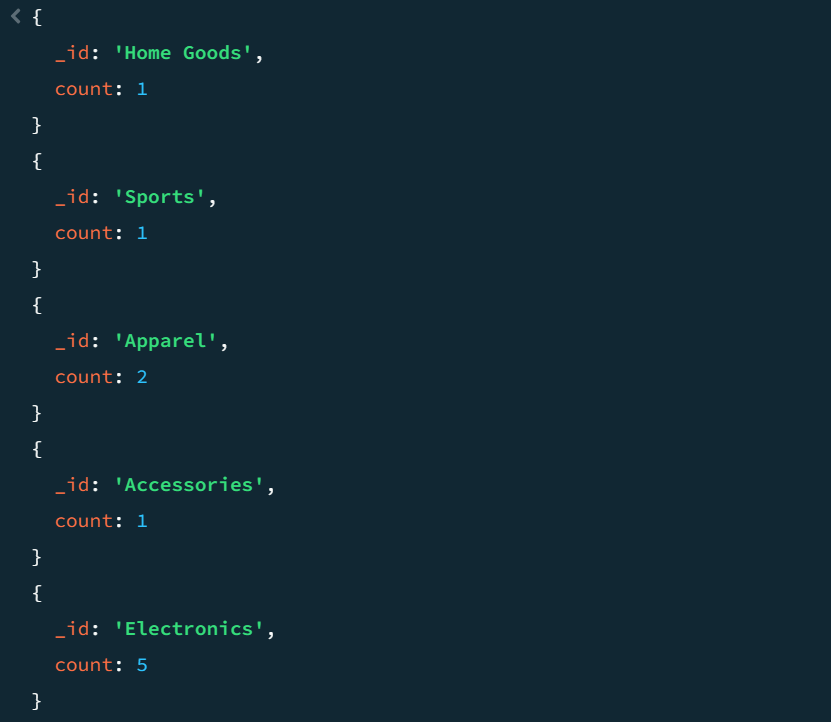 {
  _id: 'Home Goods',
  count: 1
}
{
  _id: 'Sports',
  count: 1
}
{
  _id: 'Apparel',
  count: 2
}
{
  _id: 'Accessories',
  count: 1
}
{
  _id: 'Electronics',
  count: 5
}